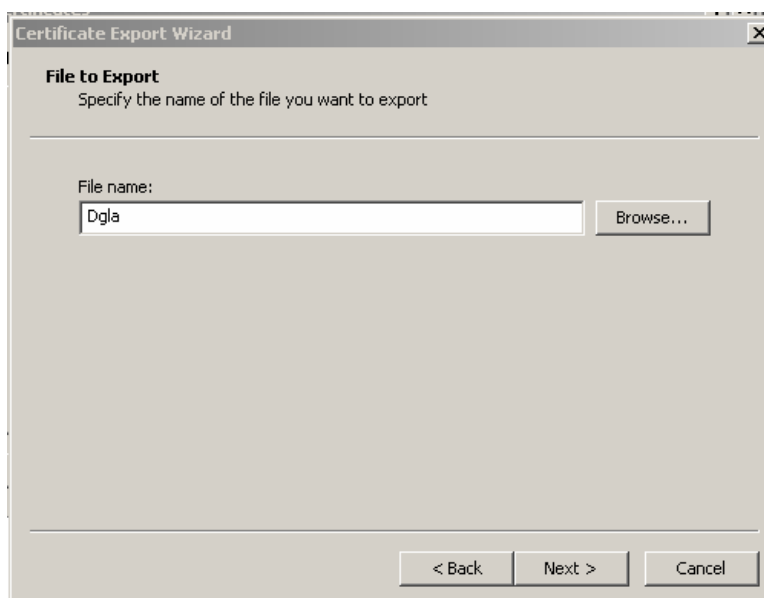 Certificate Export Wizard
File to Export
Specify the name of the file you want to export
File name:
Dgla
Browse...
< Back
Next >
Cancel